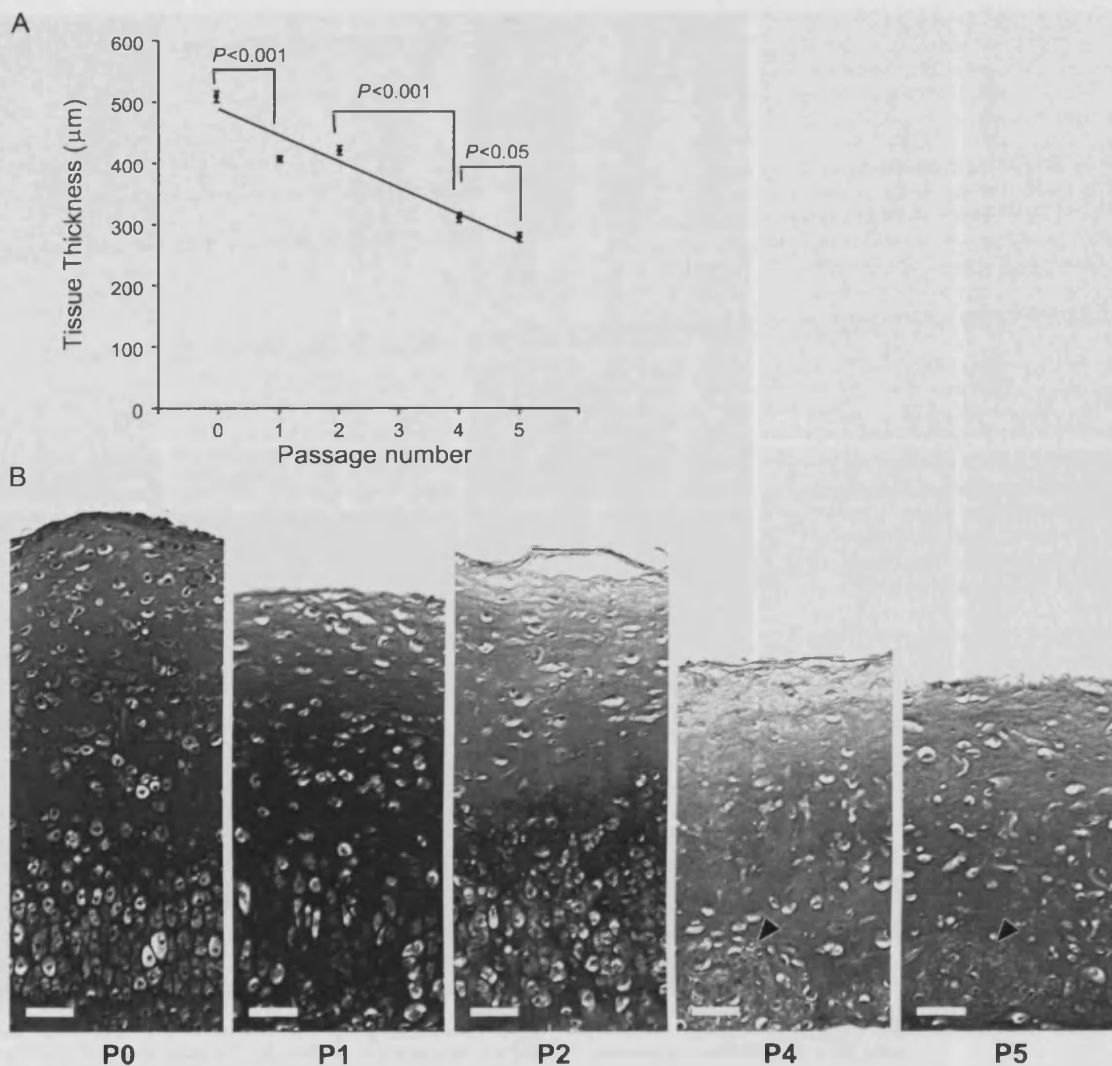 A
600
500
400
300
200
100
0
Tissue Thickness (µm)
P<0.001
P<0.001
P<0.05
0 1 2 3 4 5
Passage number
B
P0 P1 P2 P4 P5